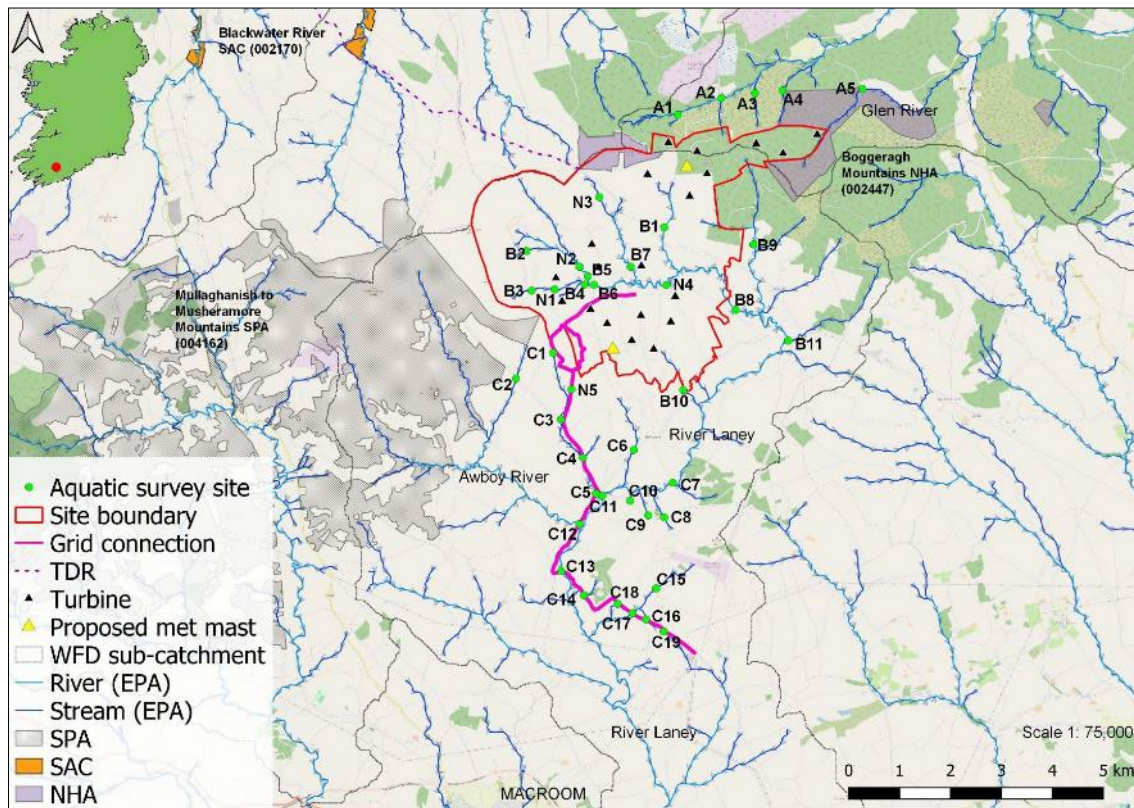 Blackwater River
SAC (002170)
A1
A2
A3
A4
A5
Glen River
Boggeragh
Mountains NHA
(002447)
N3
B1
B9
B2
N2
B7
B5
B3
N1
B4
B6
N4
B8
Mullaghanish to
Musheramore
Mountains SPA
(004162)
B11
C1
C2
N5
B10
C3
C6
River Laney
C4
Awboy River
C5
C10
C7
C11
C9
C8
C12
C13
C15
C14
C18
C17
C16
C19
River Laney
MACROOM
Aquatic survey site
Site boundary
Grid connection
TDR
Turbine
Proposed met mast
WFD sub-catchment
River (EPA)
Stream (EPA)
SPA
SAC
NHA
Scale 1: 75,000
0 1 2 3 4 5 km